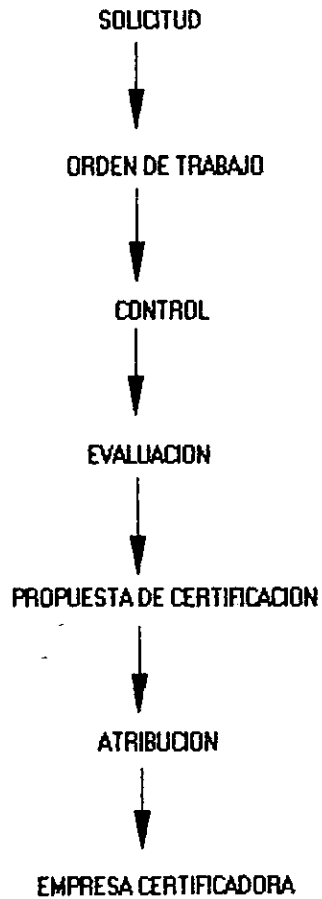 SOLICITUD
ORDEN DE TRABAJO
CONTROL
EVALUACION
PROPUESTA DE CERTIFICACION
ATRIBUCION
EMPRESA CERTIFICADORA